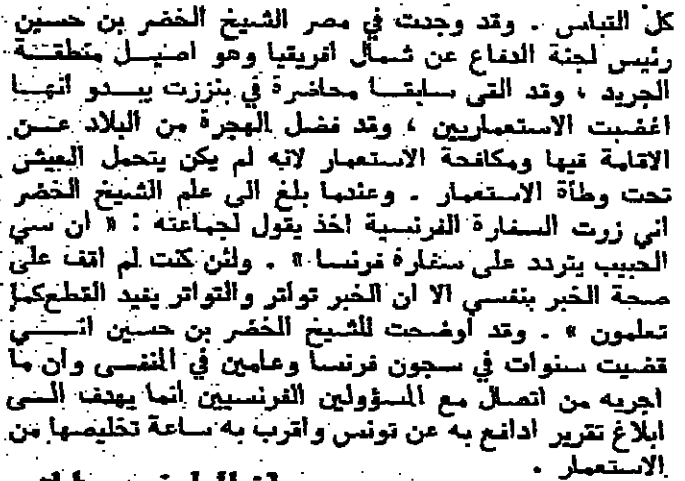 كل التباس . وقد وجدت في مصر الشيخ الخضر بن حسين
رئيس لجنة الدفاع عن شمال افريقيا وهو اصيل منطقة
الجريد ، وقد القى سابقا محاضرة في بنزرت يبدو أنها
اغضبت الاستعماريين ، وقد فضل الهجرة من البلاد عن
الاقامة فيها ومكافحة الاستعمار لانه لم يكن يتحمل العيش
تحت وطأة الاستعمار . وعندما بلغ الى علم الشيخ الخضر
اني زرت السفارة الفرنسية اخذ يقول لجماعته : « ان سي
الحبيب يتردد على سفارة فرنسا » . ولئن كنت لم اقف على
صحة الخبر بنفسي الا ان الخبر تواتر والتواتر يفيد القطع كما
تعلمون » . وقد أوضحت للشيخ الخضر بن حسين انني
قضيت سنوات في سجون فرنسا وعامين في المنفى وان ما
اجريه من اتصال مع المسؤولين الفرنسيين انما يهدف الى
ابلاغ تقرير ادافع به عن تونس واقرب به ساعة تخليصها من
الاستعمار .